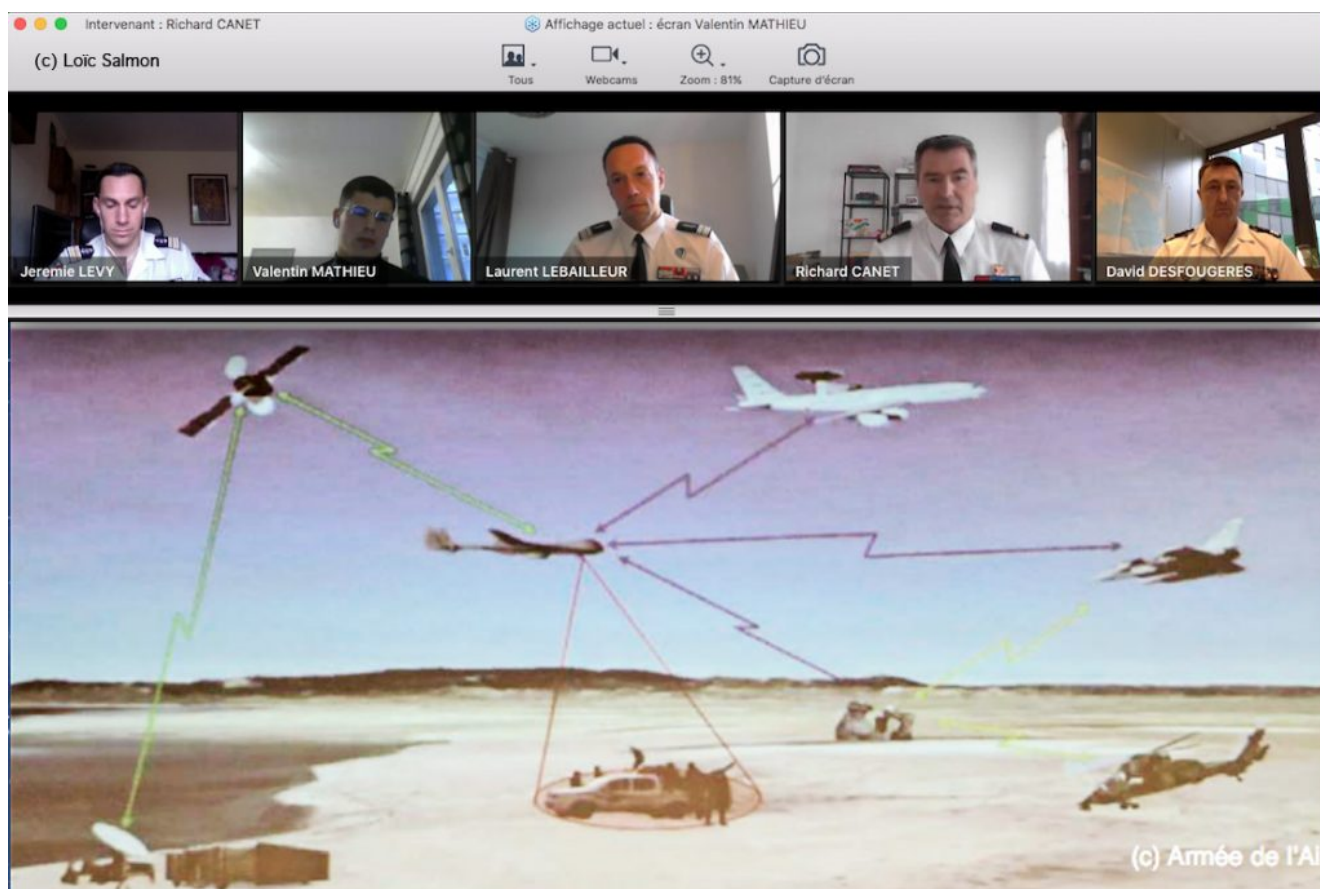 Intervenant : Richard CANET
Affichage actuel : écran Valentin MATHIEU
(c) Loïc Salmon
Tous
Webcams
Zoom : 81%
Capture d'écran
Jeremie LEVY
Valentin MATHIEU
Laurent LEBAILLEUR
Richard CANET
David DESFOUGERES
(c) Armée de l'Ai